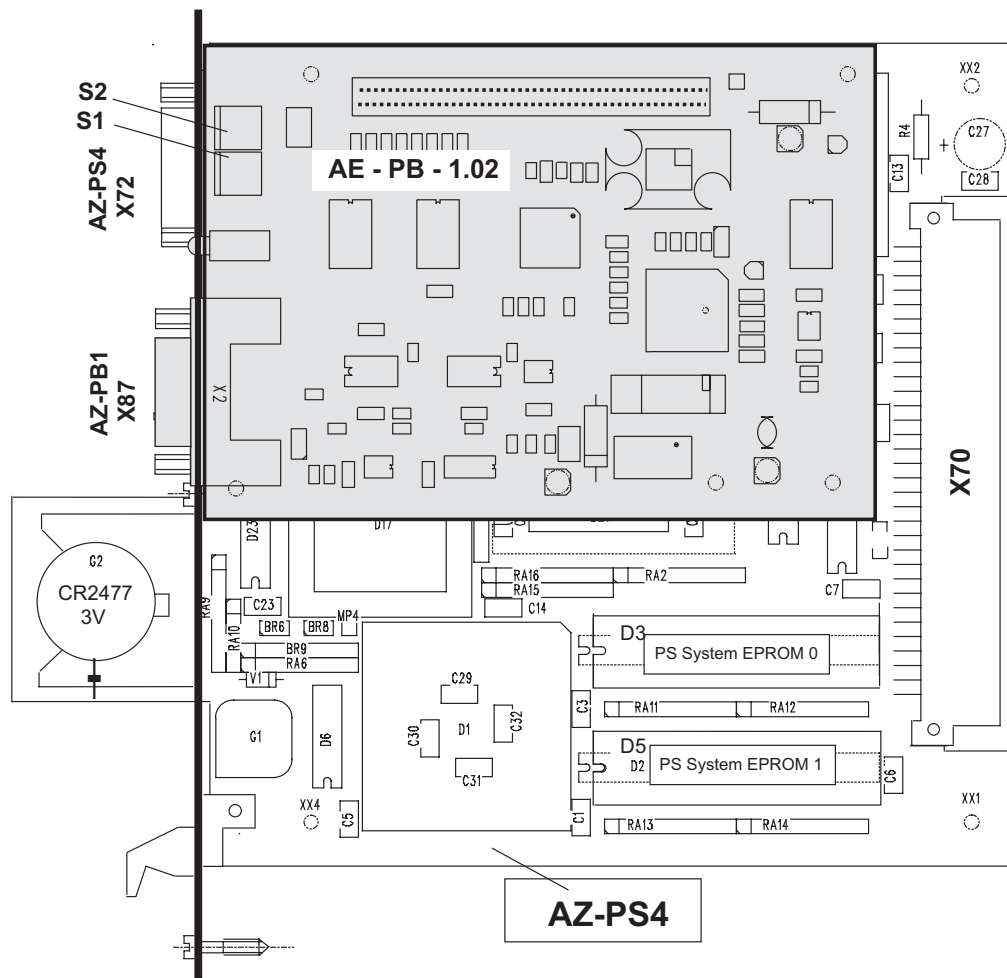 S2
S1
AZ-PS4
X72
AE - PB - 1.02
XX2
R4
C27
+
C13
C28
AZ-PB1
X87
X2
X70
G2
CR2477
3V
D23
D17
RA16
RA2
RA15
C7
C14
RA9
C23
RA10
BR6
BR8
MP4
BR9
RA6
V1
D3
PS System EPROM 0
C29
C3
RA11
RA12
G1
D6
C30
D1
C32
D5
D2
PS System EPROM 1
C31
C6
XX4
C5
C1
RA13
RA14
XX1
AZ-PS4